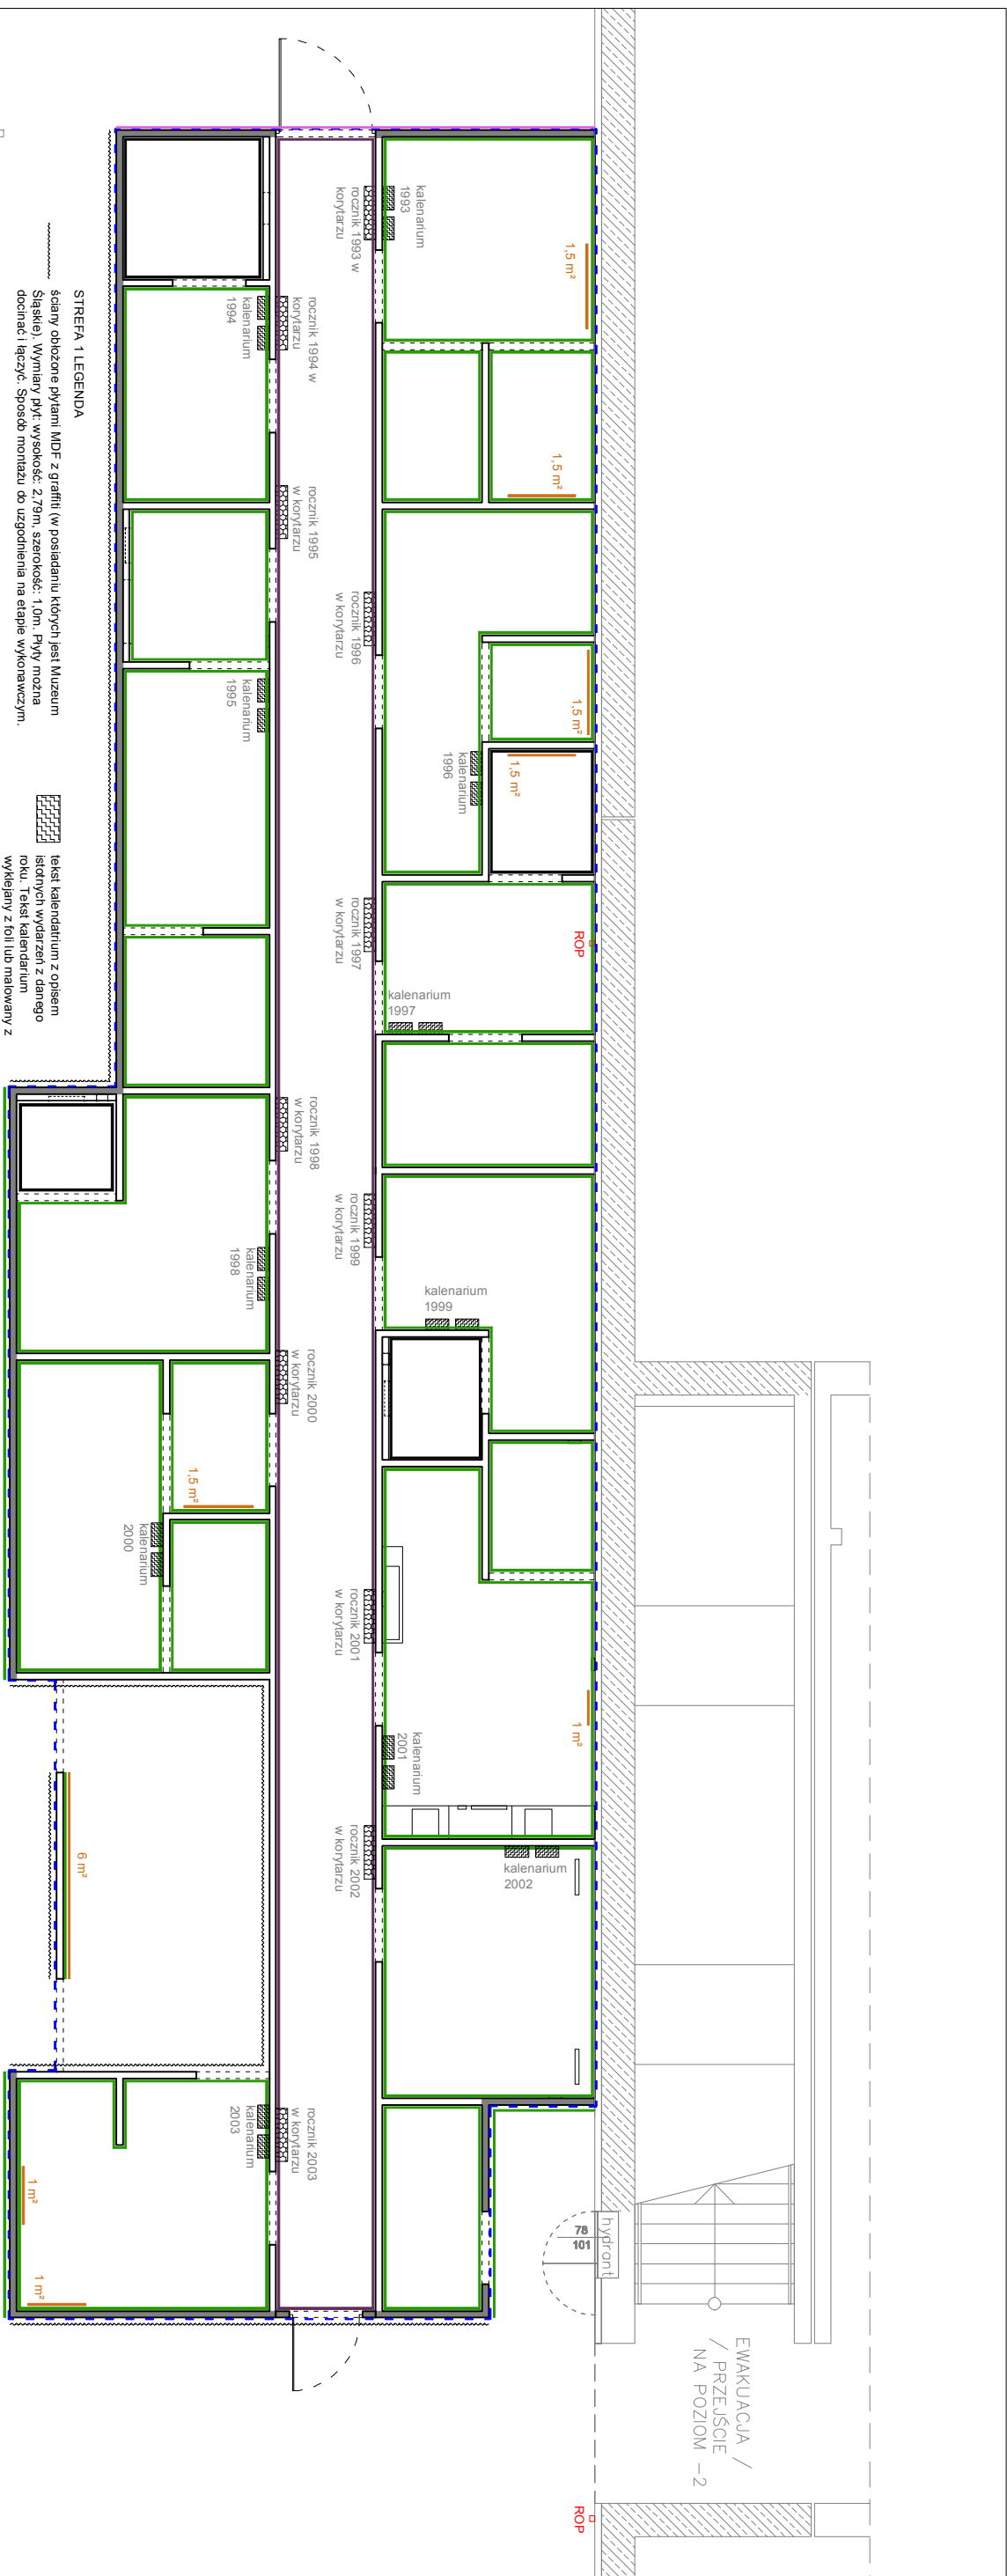 kalenarium
1993
rocznik 1993 w
korytarzu
1,5 m²
rocznik 1994 w
korytarzu
kalenarium
1994
1,5 m²
rocznik 1995
w korytarzu
rocznik 1996
w korytarzu
1,5 m²
kalenarium
1995
kalenarium
1996
1,5 m²
rocznik 1997
w korytarzu
ROP
kalenarium
1997
rocznik 1998
w korytarzu
rocznik 1999
w korytarzu
kalenarium
1998
kalenarium
1999
rocznik 2000
w korytarzu
1,5 m²
kalenarium
2000
rocznik 2001
w korytarzu
1 m²
kalenarium
2001
rocznik 2002
w korytarzu
kalenarium
2002
6 m²
rocznik 2003
w korytarzu
kalenarium
2003
1 m²
1 m²
hydrant
78
101
EWAKUACJA /
/ PRZEJŚCIE
NA POZIOM -2
ROP
STREFA 1 LEGENDA
ściany obłożone płytami MDF z graffiti (w posiadaniu których jest Muzeum
Śląskie). Wymiary płyt: wysokość: 2,79m, szerokość: 1,0m. Płyty można
docinać i łączyć. Sposób montażu do uzgodnienia na etapie wykonawczym.
tekst kalendatrium z opisem
istotnych wydarzeń z danego
roku. Tekst kalendarium
wyklejany z foli lub malowany z